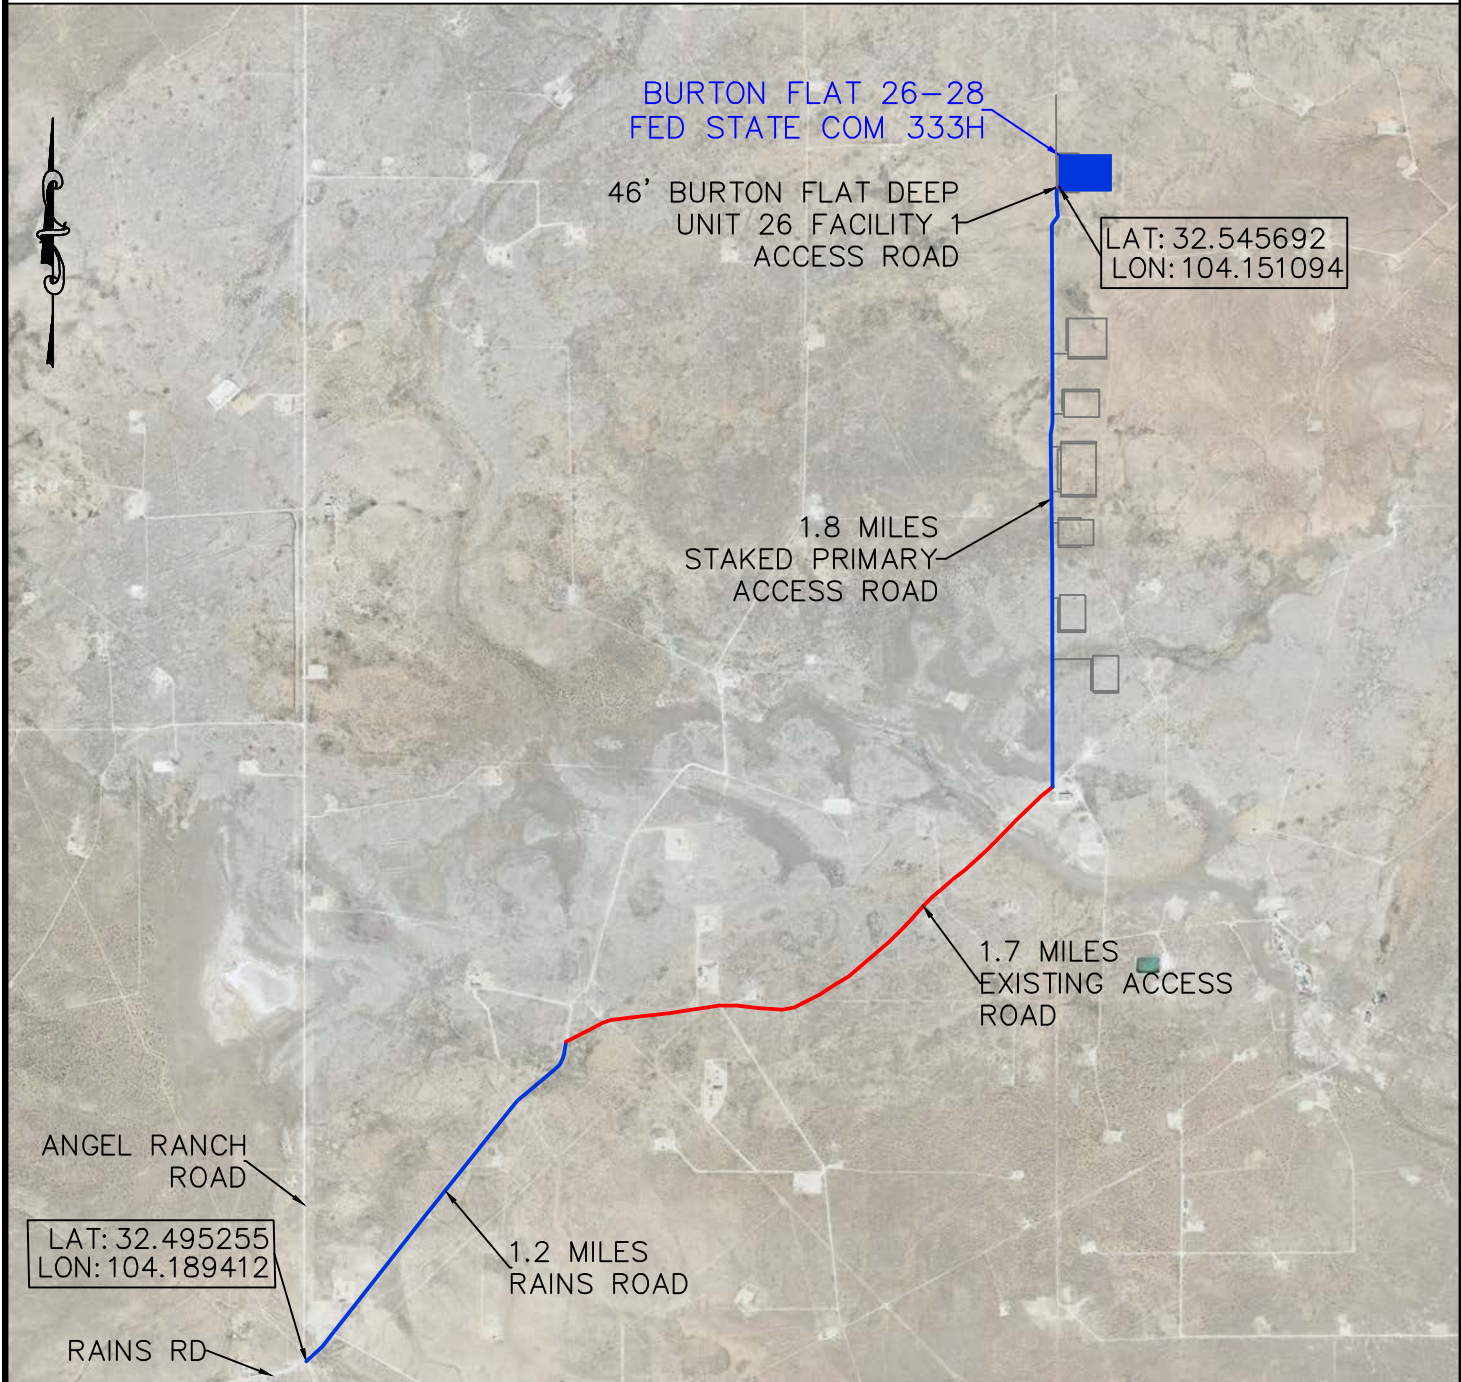 BURTON FLAT 26-28
FED STATE COM 333H
46' BURTON FLAT DEEP
UNIT 26 FACILITY 1
ACCESS ROAD
LAT: 32.545692
LON: 104.151094
1.8 MILES
STAKED PRIMARY
ACCESS ROAD
1.7 MILES
EXISTING ACCESS
ROAD
ANGEL RANCH
ROAD
LAT: 32.495255
LON: 104.189412
1.2 MILES
RAINS ROAD
RAINS RD